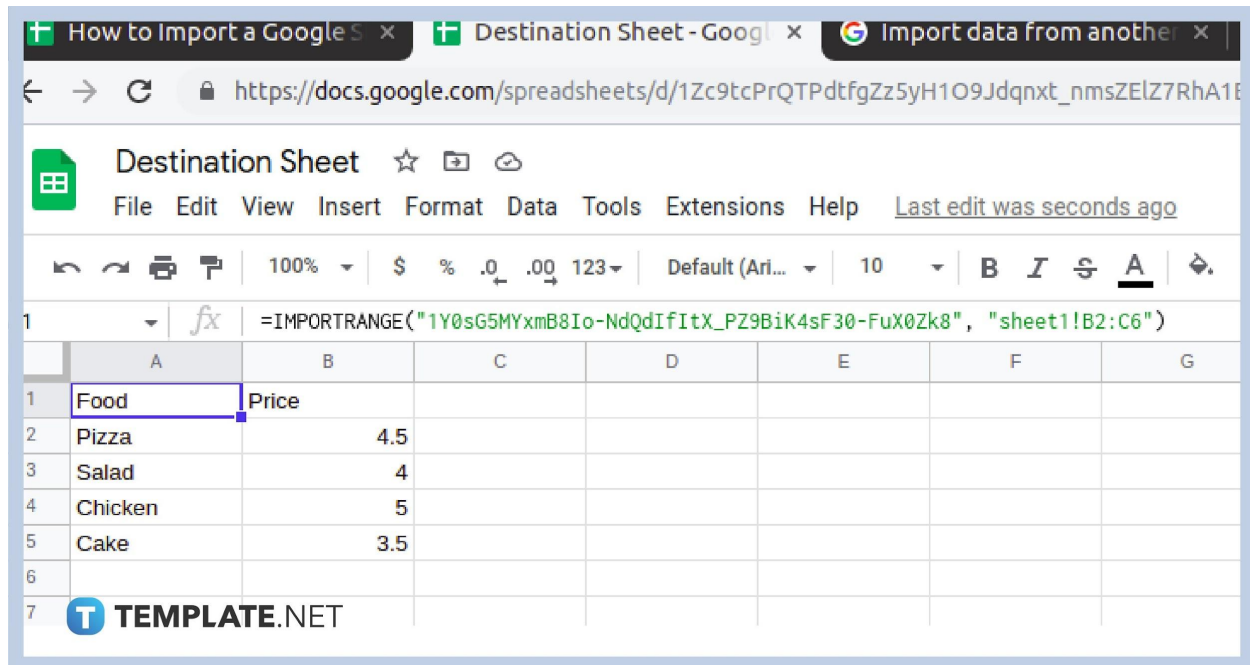 How to Import a Google S
Destination Sheet - Googl
Import data from another
https://docs.google.com/spreadsheets/d/1Zc9tcPrQTPdtfgZz5yH1O9Jdqnxt_nmsZElZ7RhA1E
Destination Sheet
File Edit View Insert Format Data Tools Extensions Help Last edit was seconds ago
100% $ % .0 .00 123 Default (Ari... 10 B I S A
1 fx =IMPORTRANGE("1Y0sG5MYxmB8Io-NdQdIfItX_PZ9BiK4sF30-FuX0Zk8", "sheet1!B2:C6")
A B C D E F G
1 Food Price
2 Pizza 4.5
3 Salad 4
4 Chicken 5
5 Cake 3.5
6
7
T TEMPLATE.NET